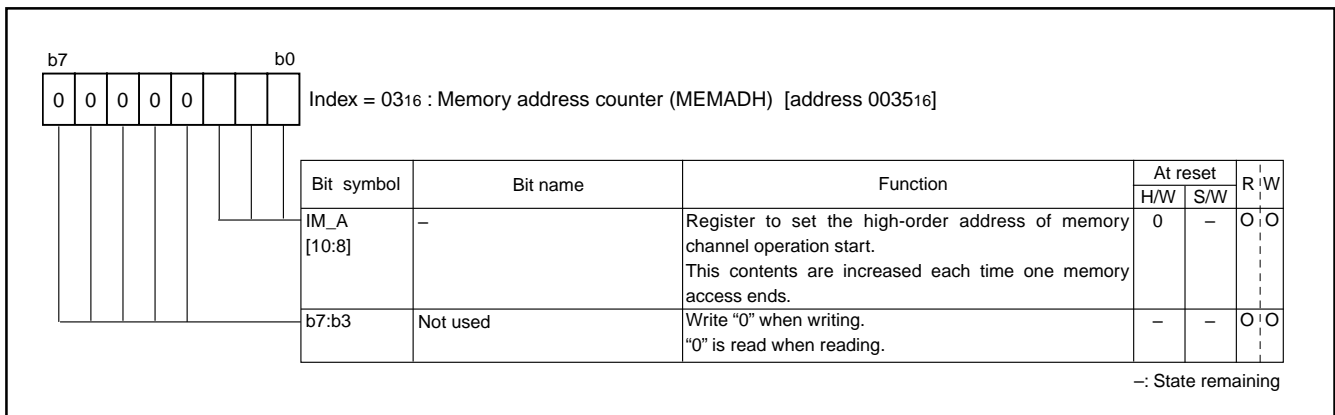 b7 b0
0 0 0 0 0
Index = 0316 : Memory address counter (MEMADH) [address 003516]
Bit symbol Bit name Function At reset R W
H/W S/W
IM_A – Register to set the high-order address of memory 0 – O O
[10:8] channel operation start.
This contents are increased each time one memory
access ends.
b7:b3 Not used Write “0” when writing. – – O O
“0” is read when reading.
–: State remaining